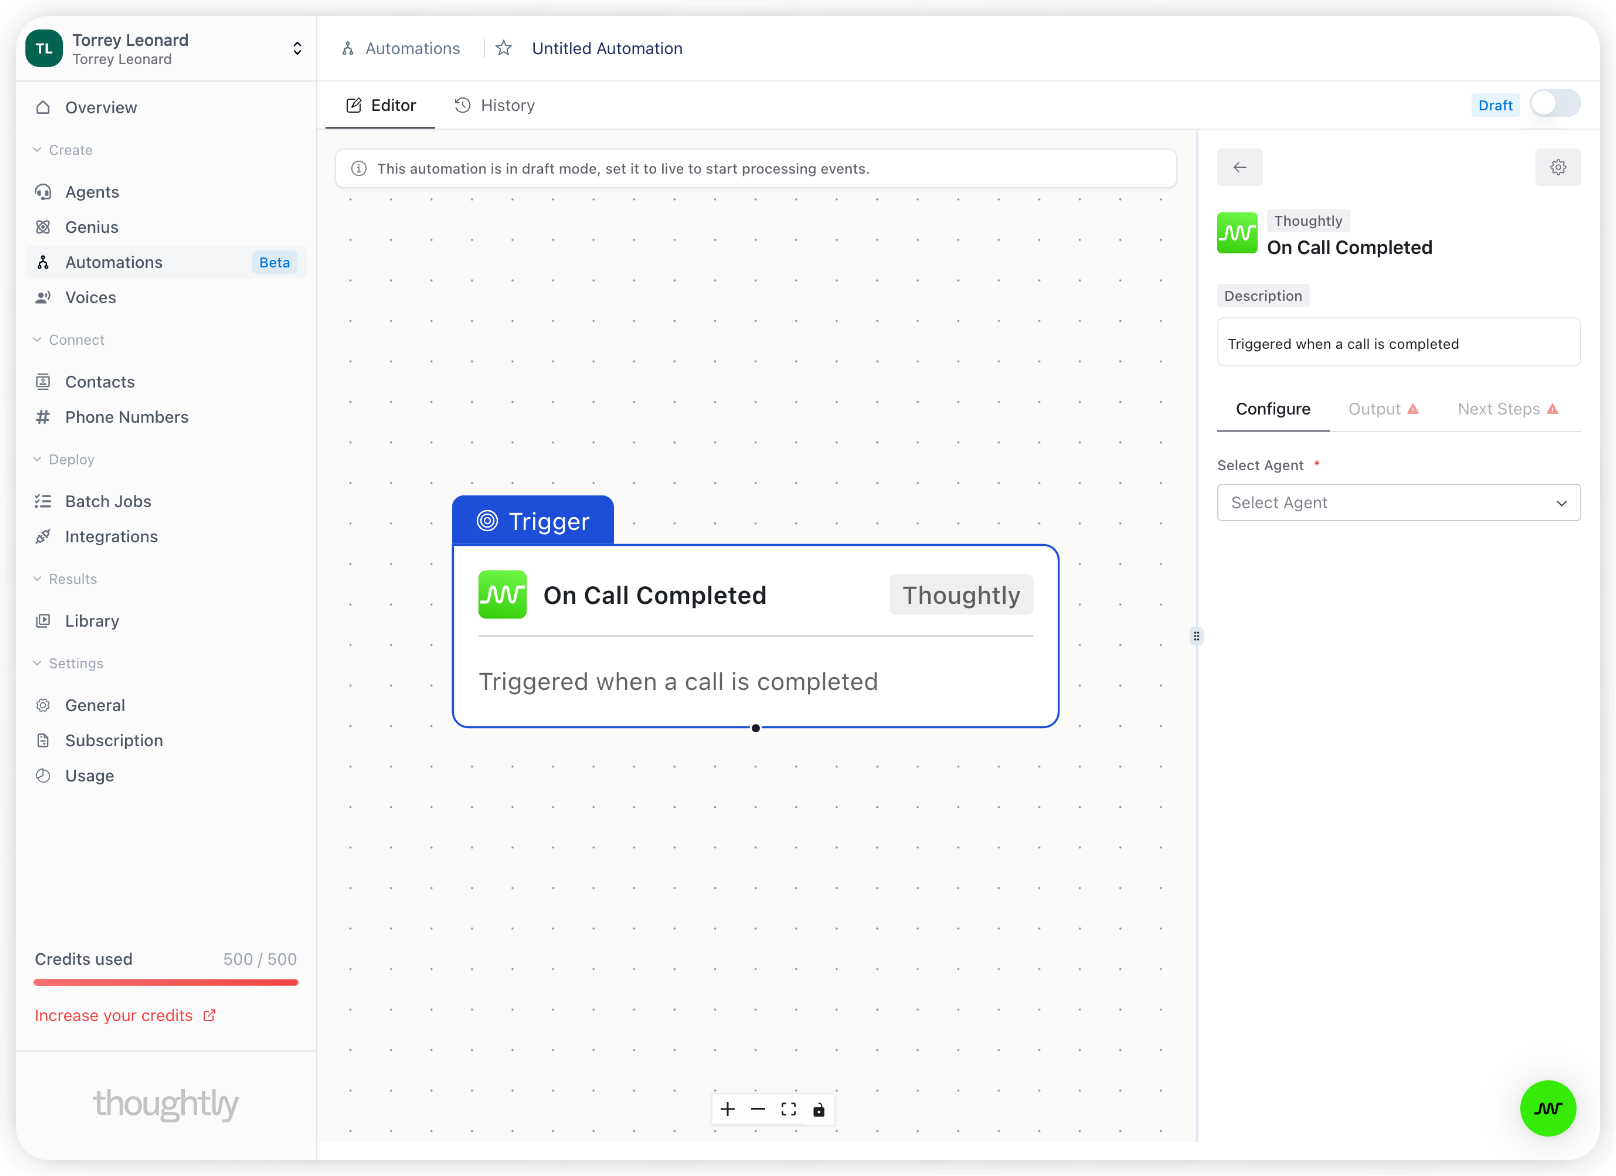 TL
Torrey Leonard
Torrey Leonard
Overview
Create
Agents
Genius
Automations Beta
Voices
Connect
Contacts
Phone Numbers
Deploy
Batch Jobs
Integrations
Results
Library
Settings
General
Subscription
Usage
Credits used 500 / 500
Increase your credits
thoughtly
Automations Untitled Automation
Editor History Draft
This automation is in draft mode, set it to live to start processing events.
Trigger
On Call Completed Thoughtly
Triggered when a call is completed
Thoughtly
On Call Completed
Description
Triggered when a call is completed
Configure Output Next Steps
Select Agent *
Select Agent